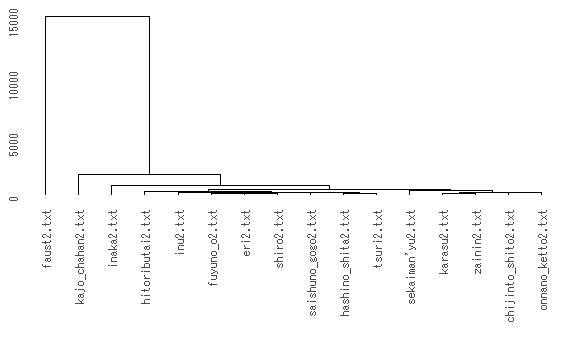 15000
10000
5000
0
faust2.txt
kajo_chahan2.txt
inaka2.txt
hitoributai2.txt
inu2.txt
fuyuno_o2.txt
eri2.txt
shiro2.txt
saishuno_gogo2.txt
hashino_shita2.txt
tsuri2.txt
sekaiman'yu2.txt
karasu2.txt
zainin2.txt
chijinto_shito2.txt
onnano_ketto2.txt